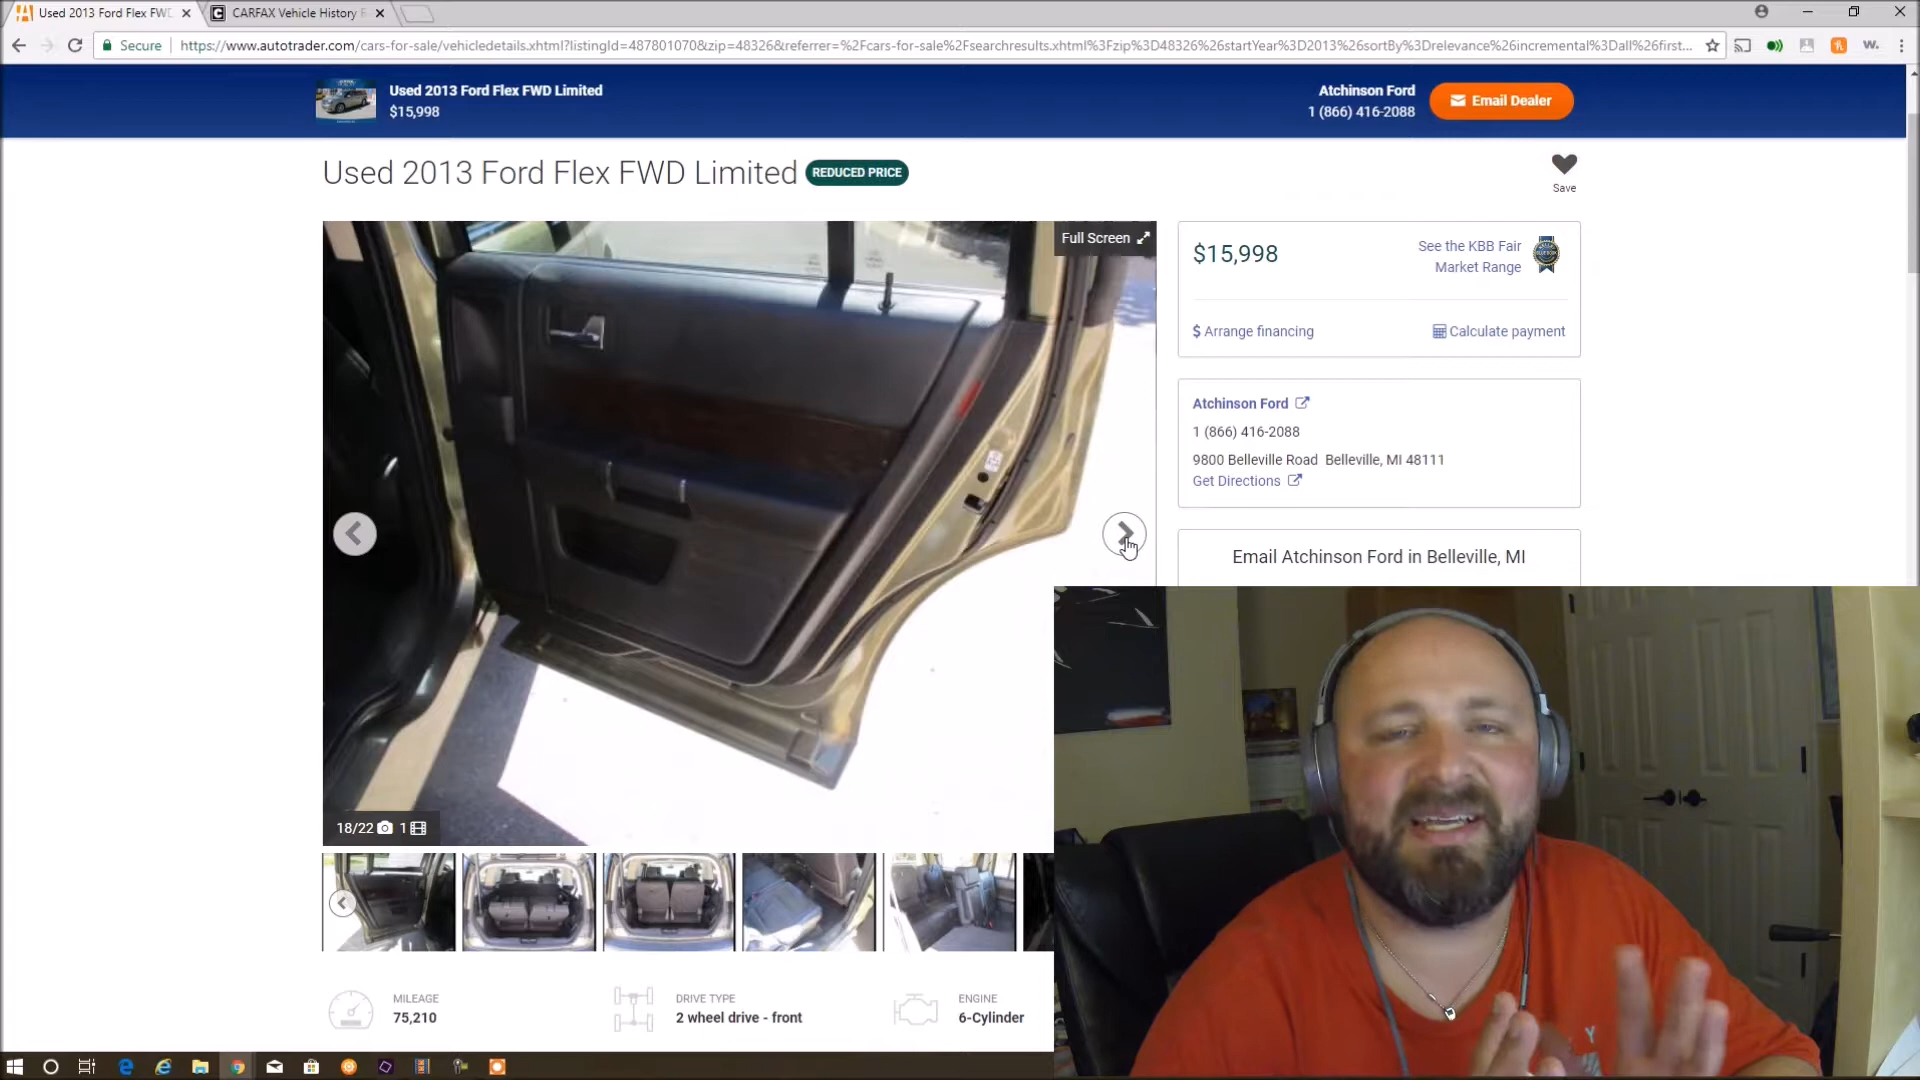 Used 2013 Ford Flex FWD
CARFAX Vehicle History
Secure
https://www.autotrader.com/cars-for-sale/vehicledetails.xhtml?listingId=487801070&zip=48326&referrer=%2Fcars-for-sale%2Fsearchresults.xhtml%3Fzip%3D48326%26startYear%3D2013%26sortBy%3Drelevance%26incremental%3Dall%26first...
Used 2013 Ford Flex FWD Limited
$15,998
Atchinson Ford
1 (866) 416-2088
Email Dealer
Used 2013 Ford Flex FWD Limited
REDUCED PRICE
Save
Full Screen
$15,998
See the KBB Fair
Market Range
$ Arrange financing
Calculate payment
Atchinson Ford
1 (866) 416-2088
9800 Belleville Road Belleville, MI 48111
Get Directions
Email Atchinson Ford in Belleville, MI
18/22
1
MILEAGE
75,210
DRIVE TYPE
2 wheel drive - front
ENGINE
6-Cylinder